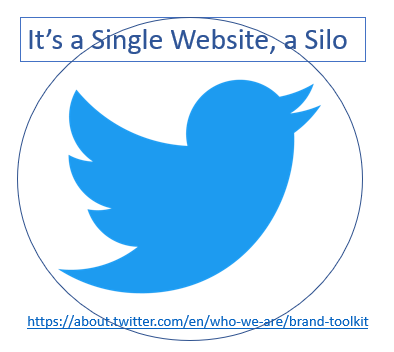 It’s a Single Website, a Silo
https://about.twitter.com/en/who-we-are/brand-toolkit